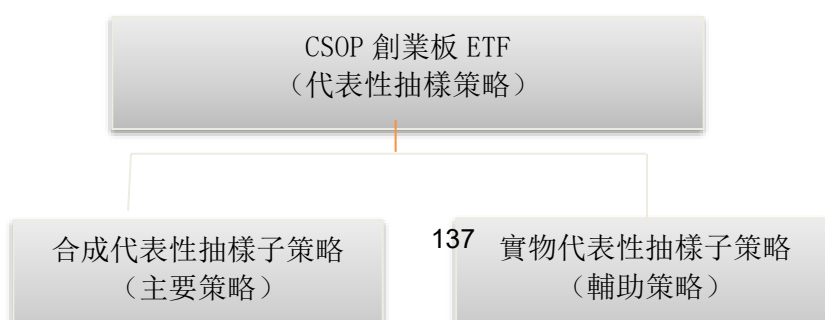 CSOP 創業板 ETF
（代表性抽樣策略）
合成代表性抽樣子策略
（主要策略）
137
實物代表性抽樣子策略
（輔助策略）